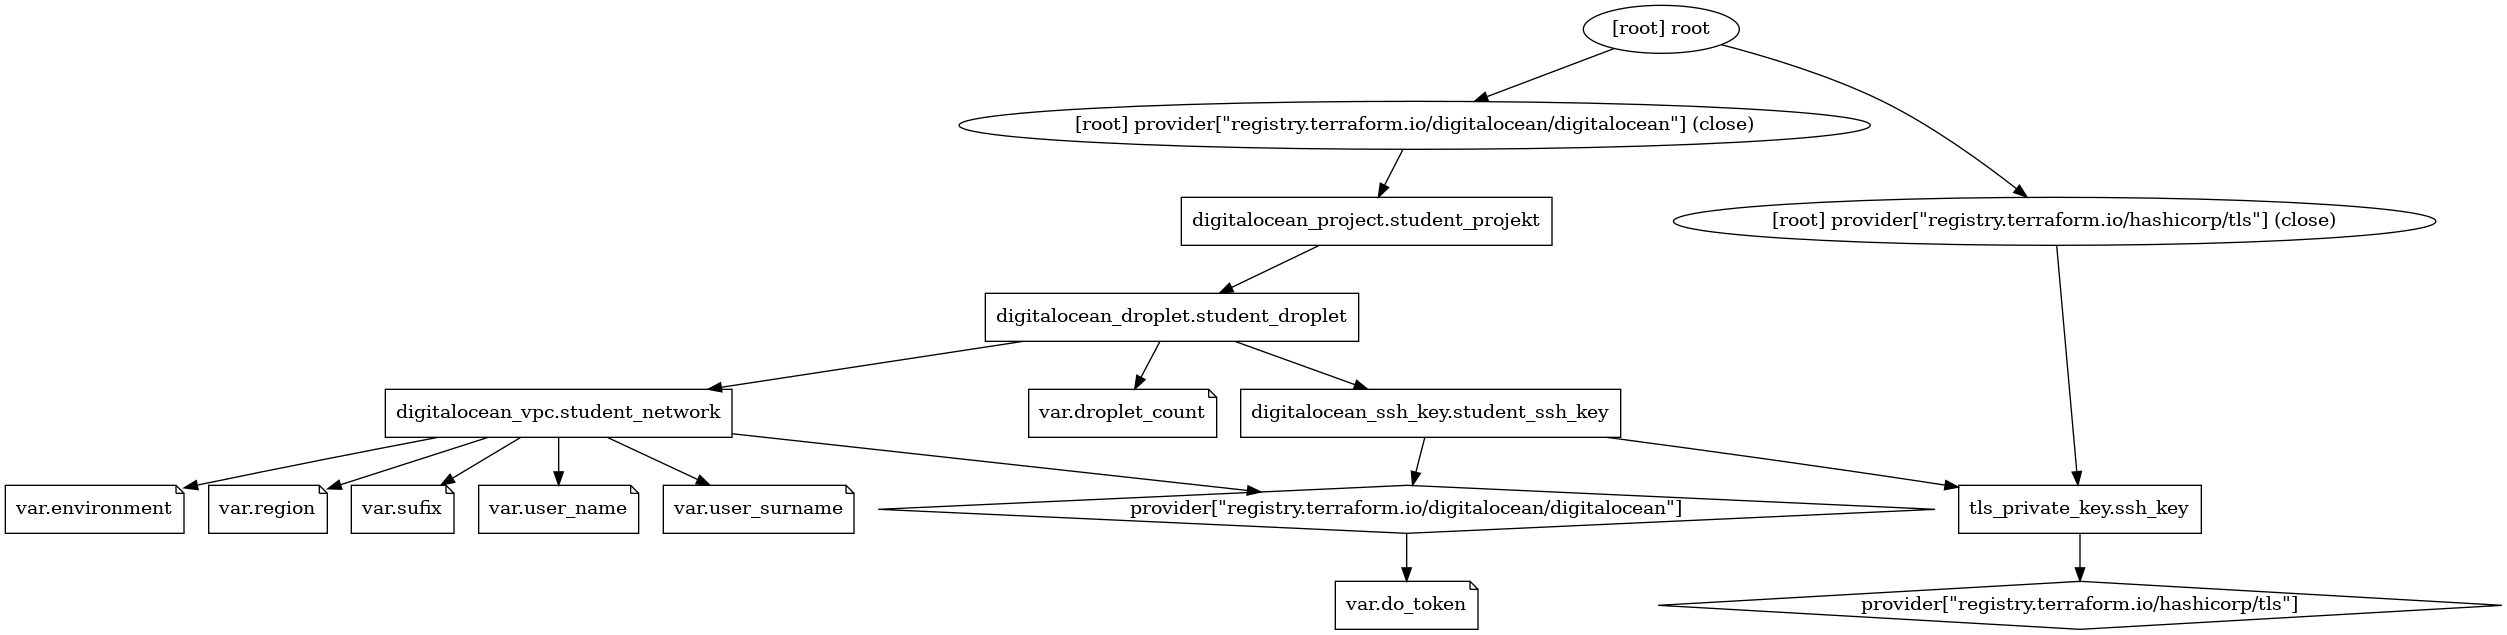 [root] root
[root] provider["registry.terraform.io/digitalocean/digitalocean"] (close)
digitalocean_project.student_projekt
[root] provider["registry.terraform.io/hashicorp/tls"] (close)
digitalocean_droplet.student_droplet
digitalocean_vpc.student_network
var.droplet_count
digitalocean_ssh_key.student_ssh_key
var.environment
var.region
var.sufix
var.user_name
var.user_surname
provider["registry.terraform.io/digitalocean/digitalocean"]
tls_private_key.ssh_key
var.do_token
provider["registry.terraform.io/hashicorp/tls"]